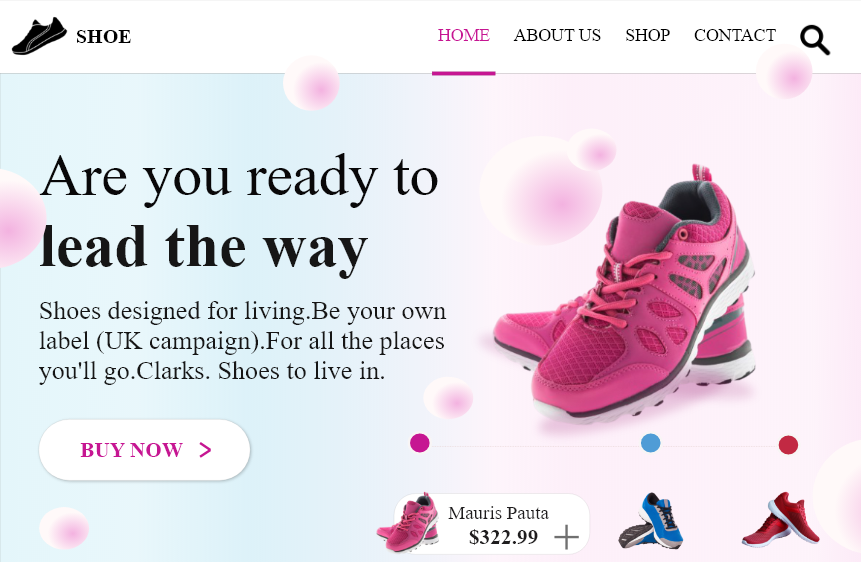 SHOE
HOME
ABOUT US
SHOP
CONTACT
Are you ready to
lead the way
Shoes designed for living.Be your own
label (UK campaign).For all the places
you'll go.Clarks. Shoes to live in.
BUY NOW >
Mauris Pauta
$322.99